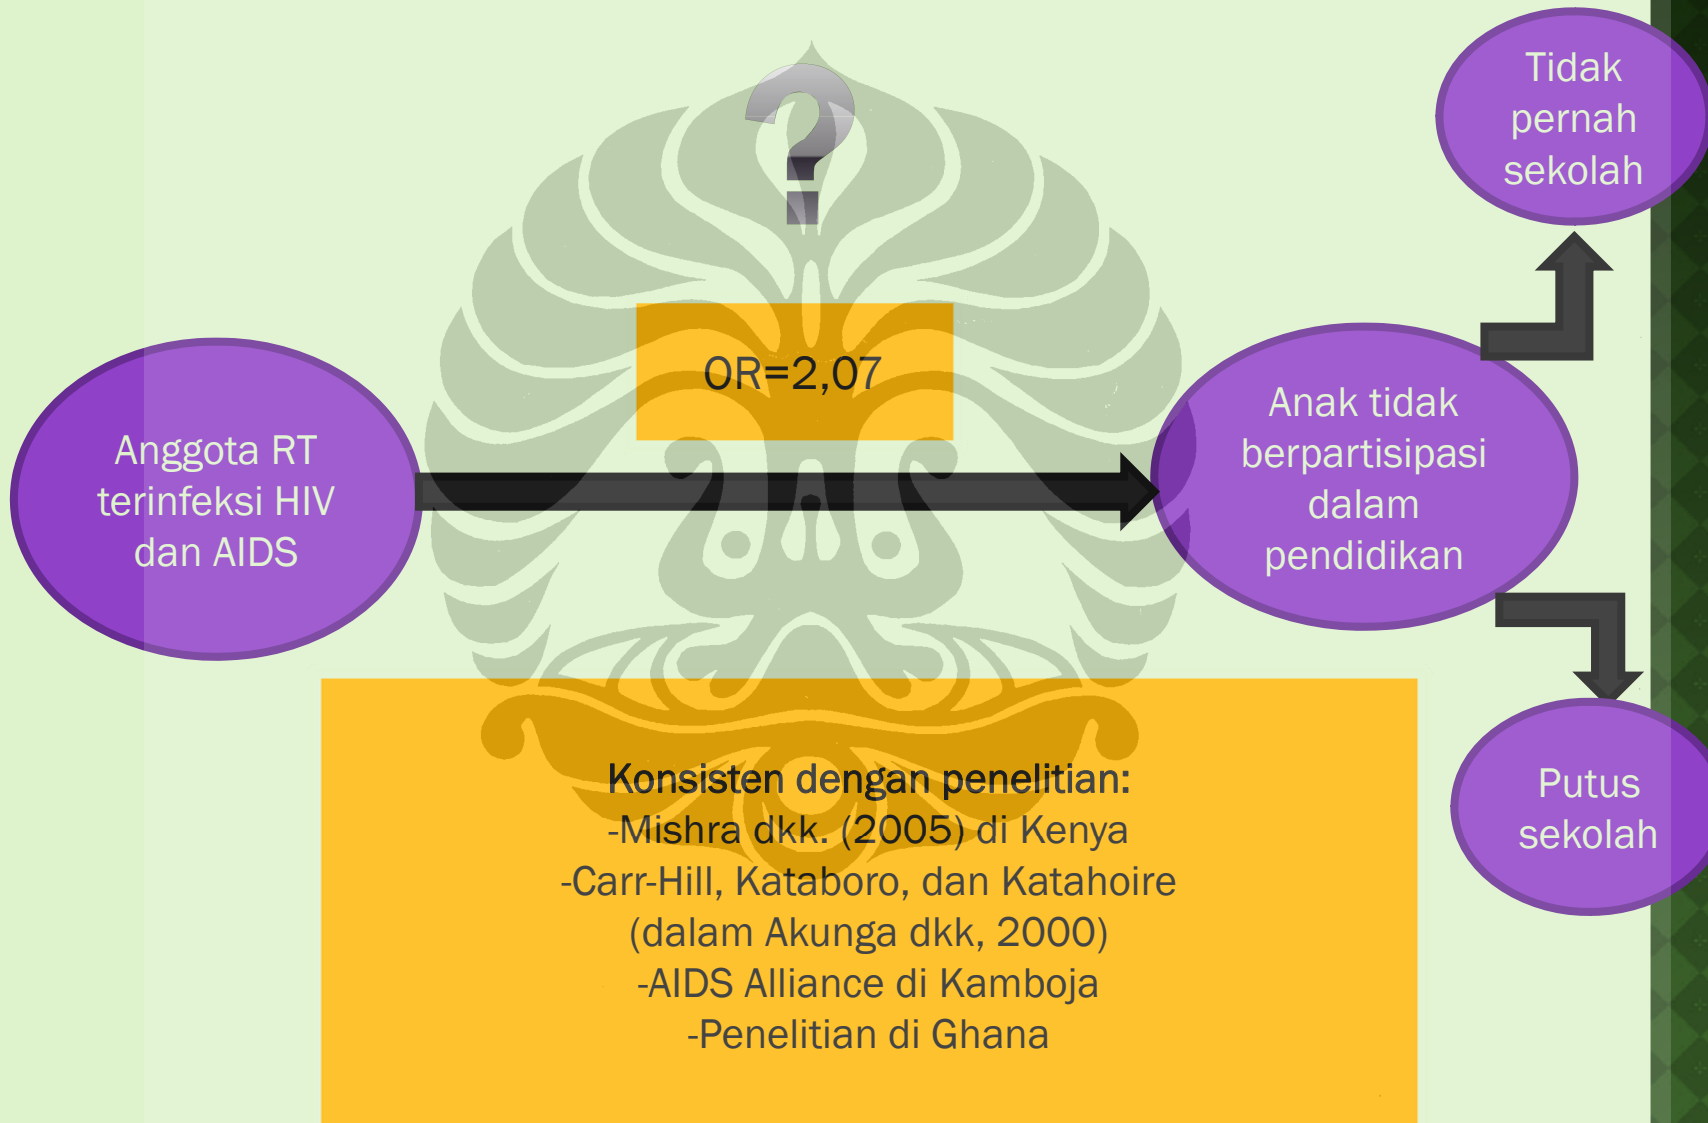 ?
Tidak
pernah
sekolah
OR=2,07
Anggota RT
terinfeksi HIV
dan AIDS
Anak tidak
berpartisipasi
dalam
pendidikan
Putus
sekolah
Konsisten dengan penelitian:
-Mishra dkk. (2005) di Kenya
-Carr-Hill, Kataboro, dan Katahoire
(dalam Akunga dkk, 2000)
-AIDS Alliance di Kamboja
-Penelitian di Ghana